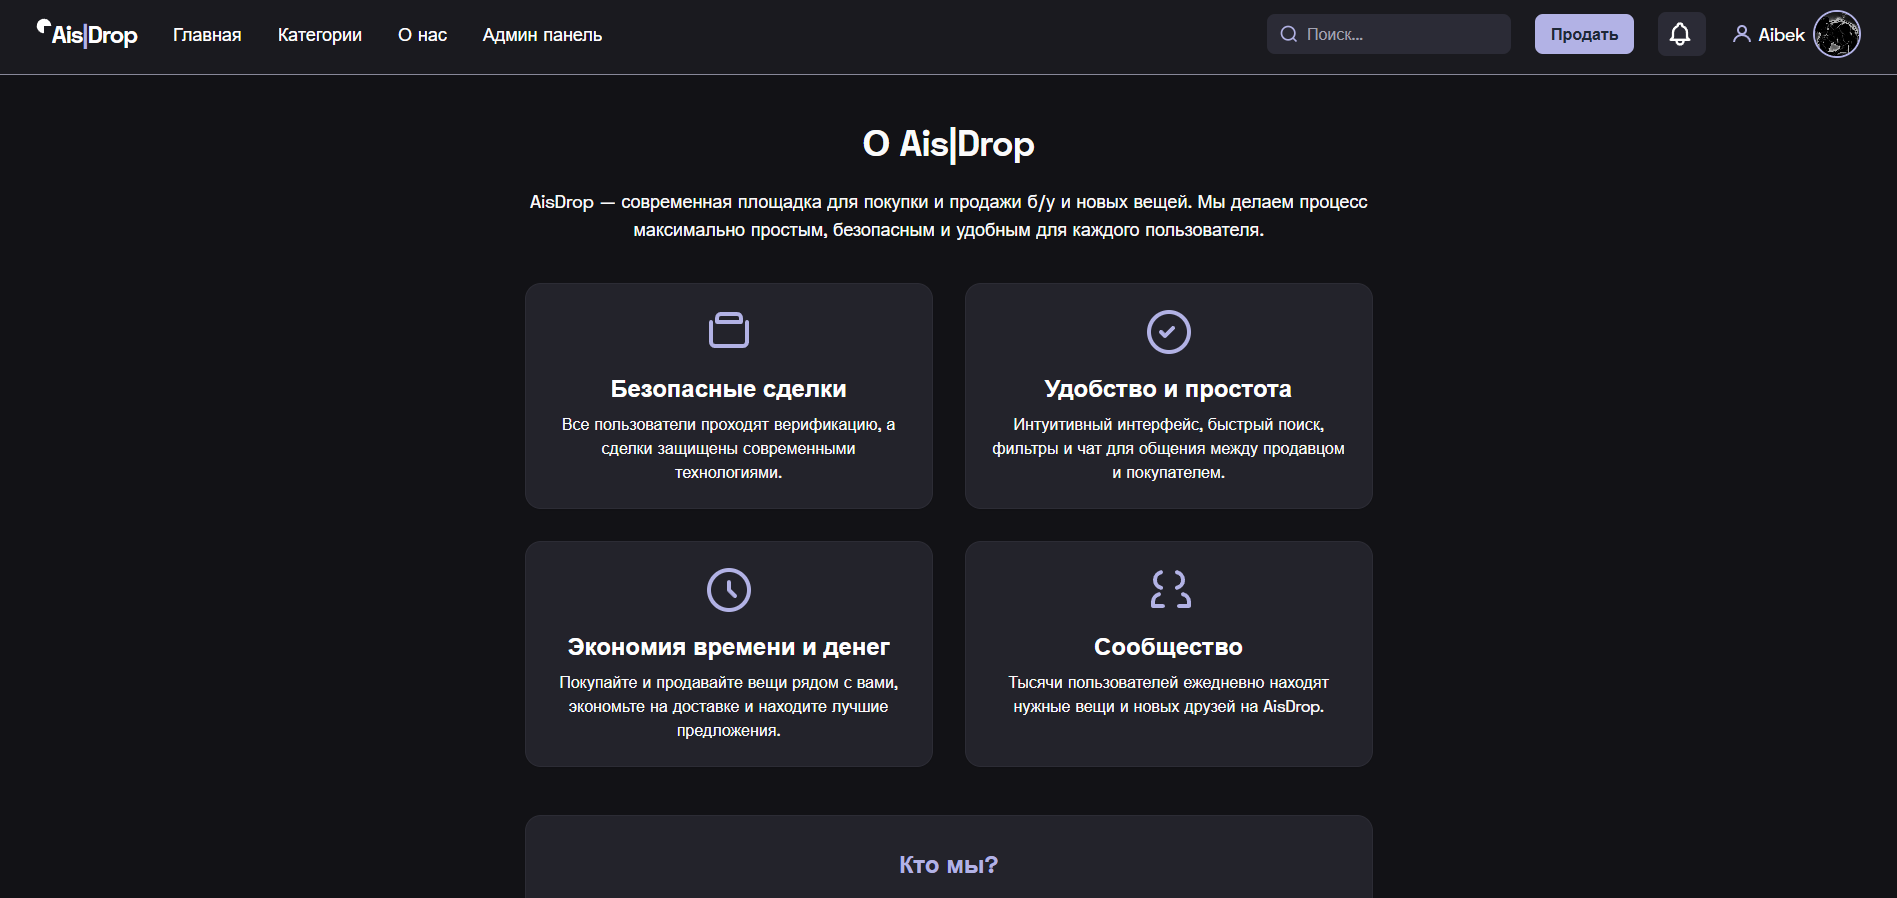 Ais|Drop
Главная
Категории
О нас
Админ панель
Поиск...
Продать
Aibek
О Ais|Drop
AisDrop — современная площадка для покупки и продажи б/у и новых вещей. Мы делаем процесс
максимально простым, безопасным и удобным для каждого пользователя.
Безопасные сделки
Все пользователи проходят верификацию, а
сделки защищены современными
технологиями.
Удобство и простота
Интуитивный интерфейс, быстрый поиск,
фильтры и чат для общения между продавцом
и покупателем.
Экономия времени и денег
Покупайте и продавайте вещи рядом с вами,
экономьте на доставке и находите лучшие
предложения.
Сообщество
Тысячи пользователей ежедневно находят
нужные вещи и новых друзей на AisDrop.
Кто мы?